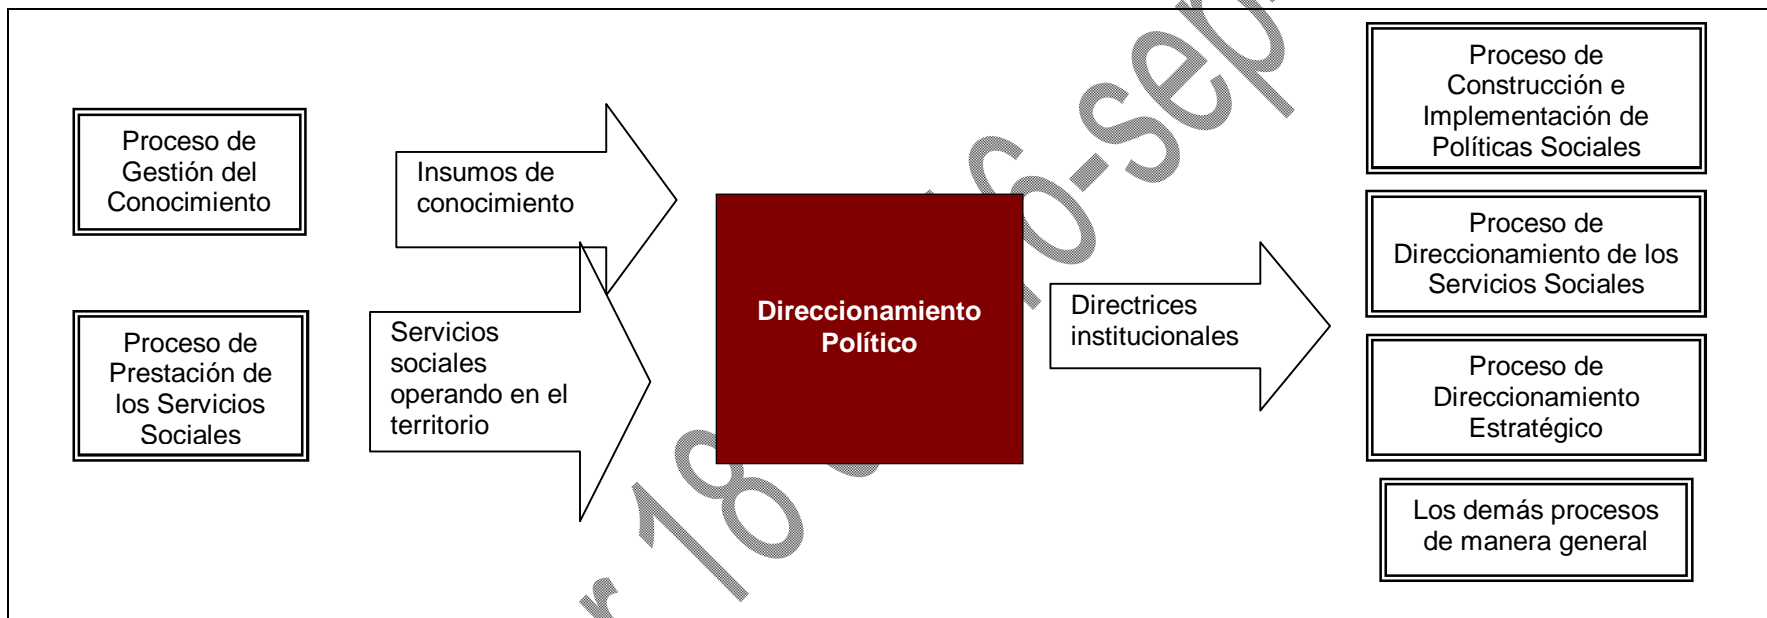 Proceso de
Gestión del
Conocimiento
Insumos de
conocimiento
Proceso de
Prestación de
los Servicios
Sociales
Servicios
sociales
operando en el
territorio
Direccionamiento
Político
Directrices
institucionales
Proceso de
Construcción e
Implementación de
Políticas Sociales
Proceso de
Direccionamiento de los
Servicios Sociales
Proceso de
Direccionamiento
Estratégico
Los demás procesos
de manera general